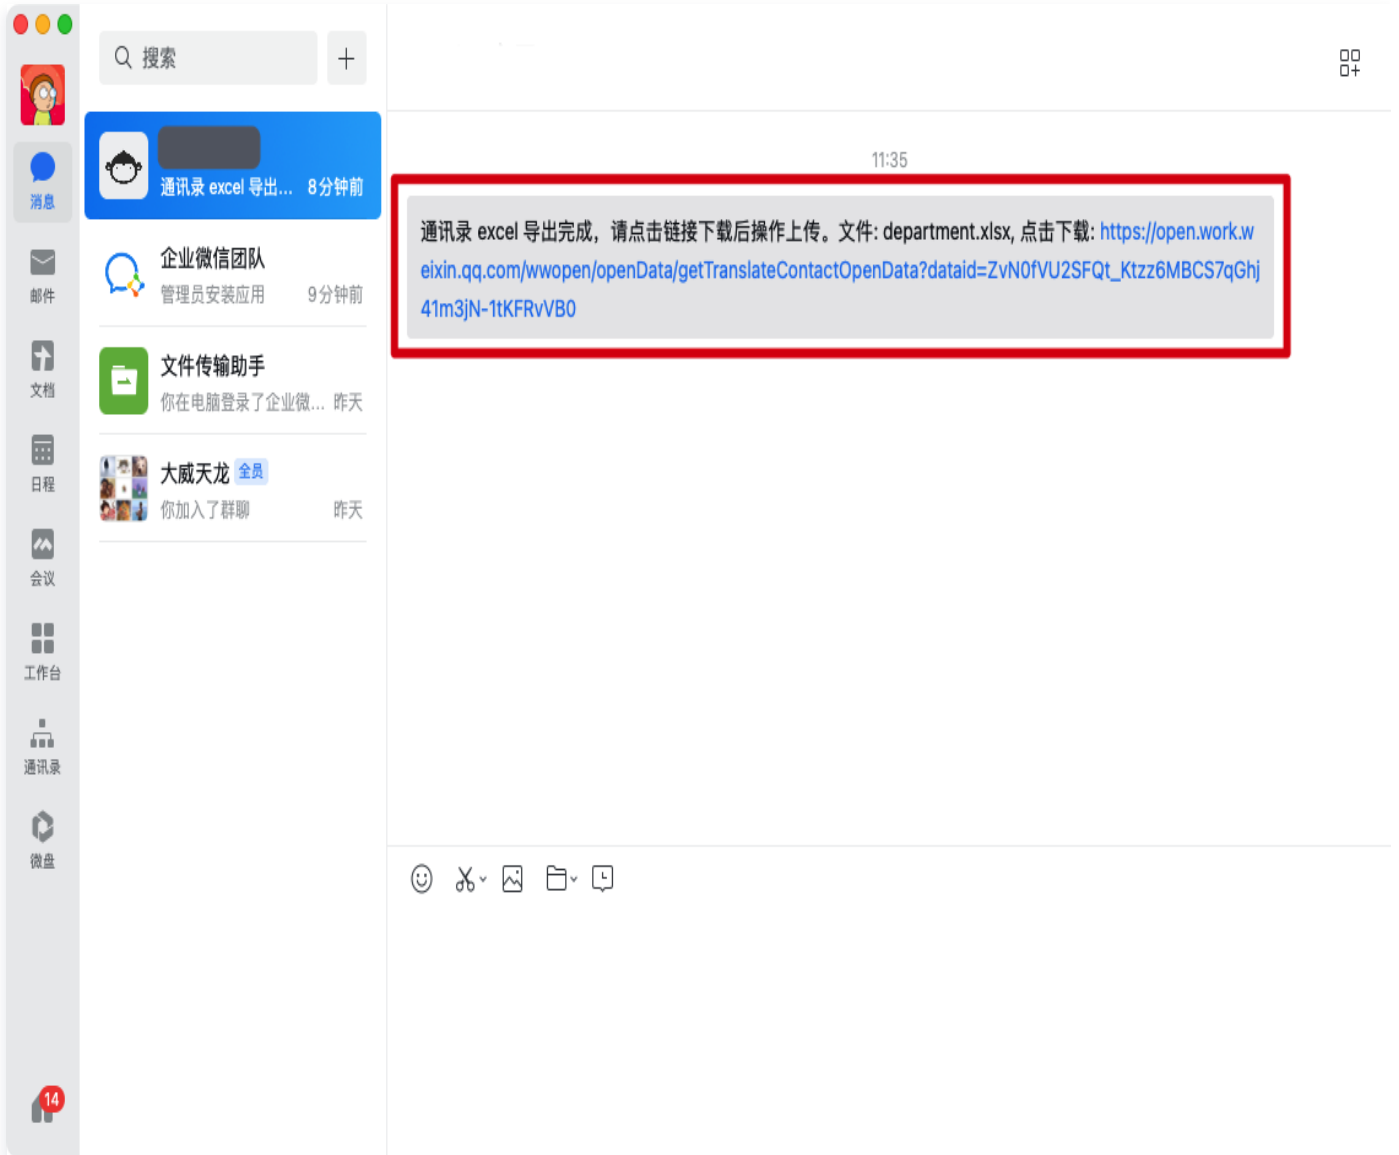 搜索
消息
邮件
文档
日程
会议
工作台
通讯录
微盘
14
通讯录 excel 导出... 8分钟前
企业微信团队
管理员安装应用 9分钟前
文件传输助手
你在电脑登录了企业微... 昨天
大威天龙 全员
你加入了群聊 昨天
11:35
通讯录 excel 导出完成，请点击链接下载后操作上传。文件: department.xlsx, 点击下载: https://open.work.w
eixin.qq.com/wwopen/openData/getTranslateContactOpenData?dataid=ZvN0fVU2SFQt_Ktzz6MBCS7qGhj
41m3jN-1tKFRvVB0